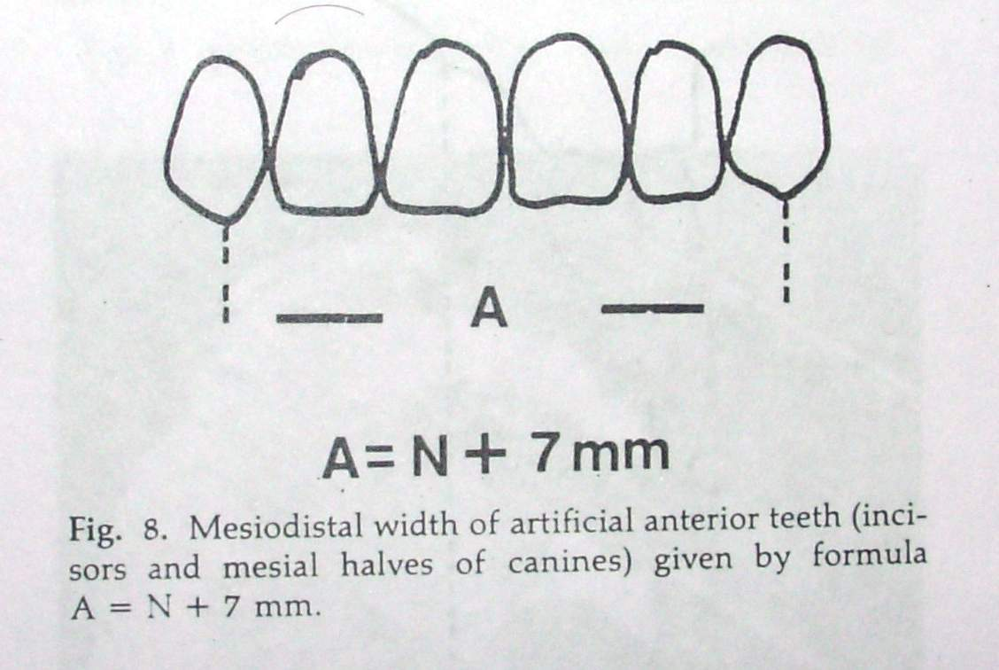 A
A = N + 7 mm
Fig. 8. Mesiodistal width of artificial anterior teeth (inci-
sors and mesial halves of canines) given by formula
A = N + 7 mm.